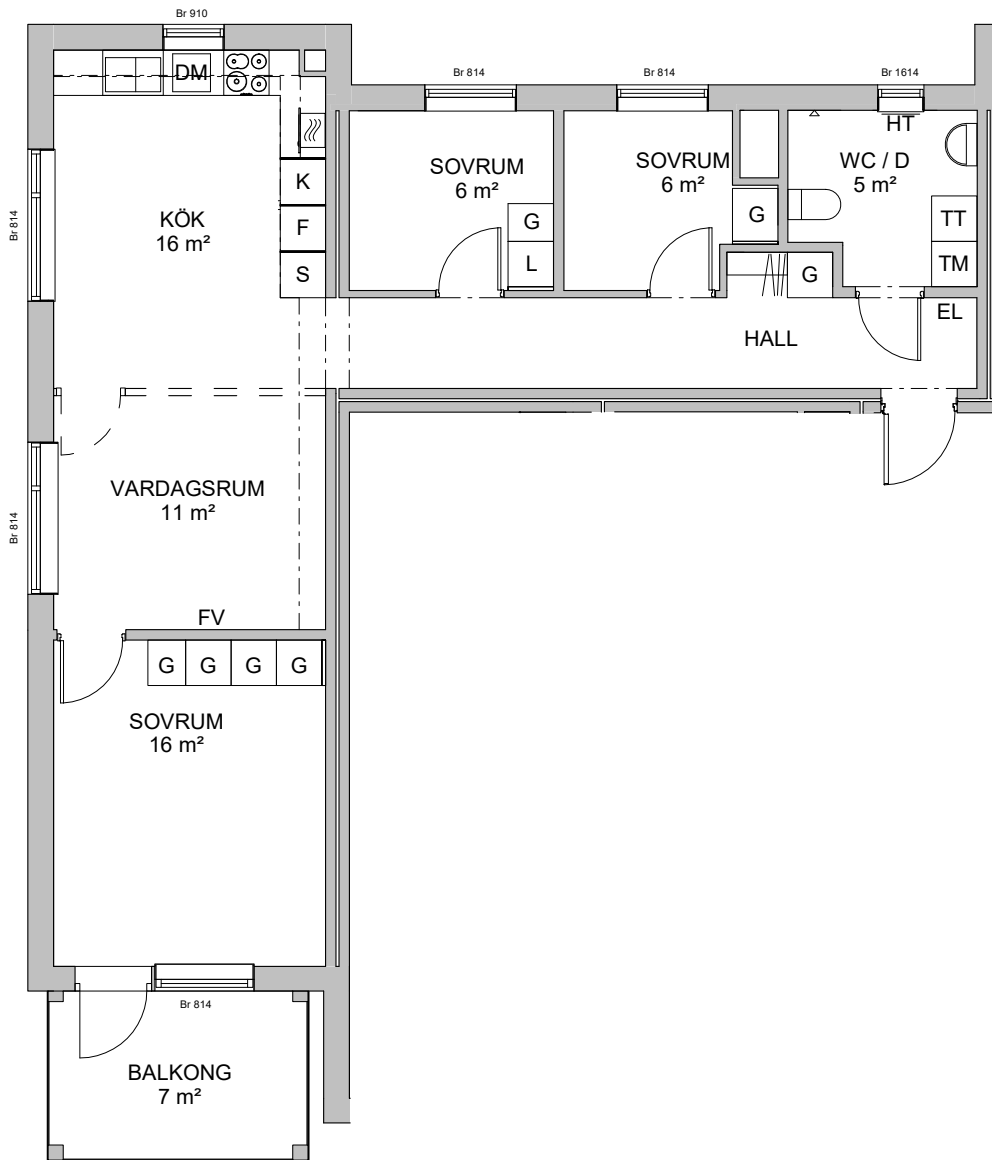 Br 910
DM
Br 814
Br 814
Br 1614
HT
SOVRUM
6 m²
SOVRUM
6 m²
WC / D
5 m²
K
F
S
KÖK
16 m²
Br 814
G
L
G
G
TT
TM
HALL
EL
VARDAGSRUM
11 m²
Br 814
FV
G
G
G
G
SOVRUM
16 m²
Br 814
BALKONG
7 m²